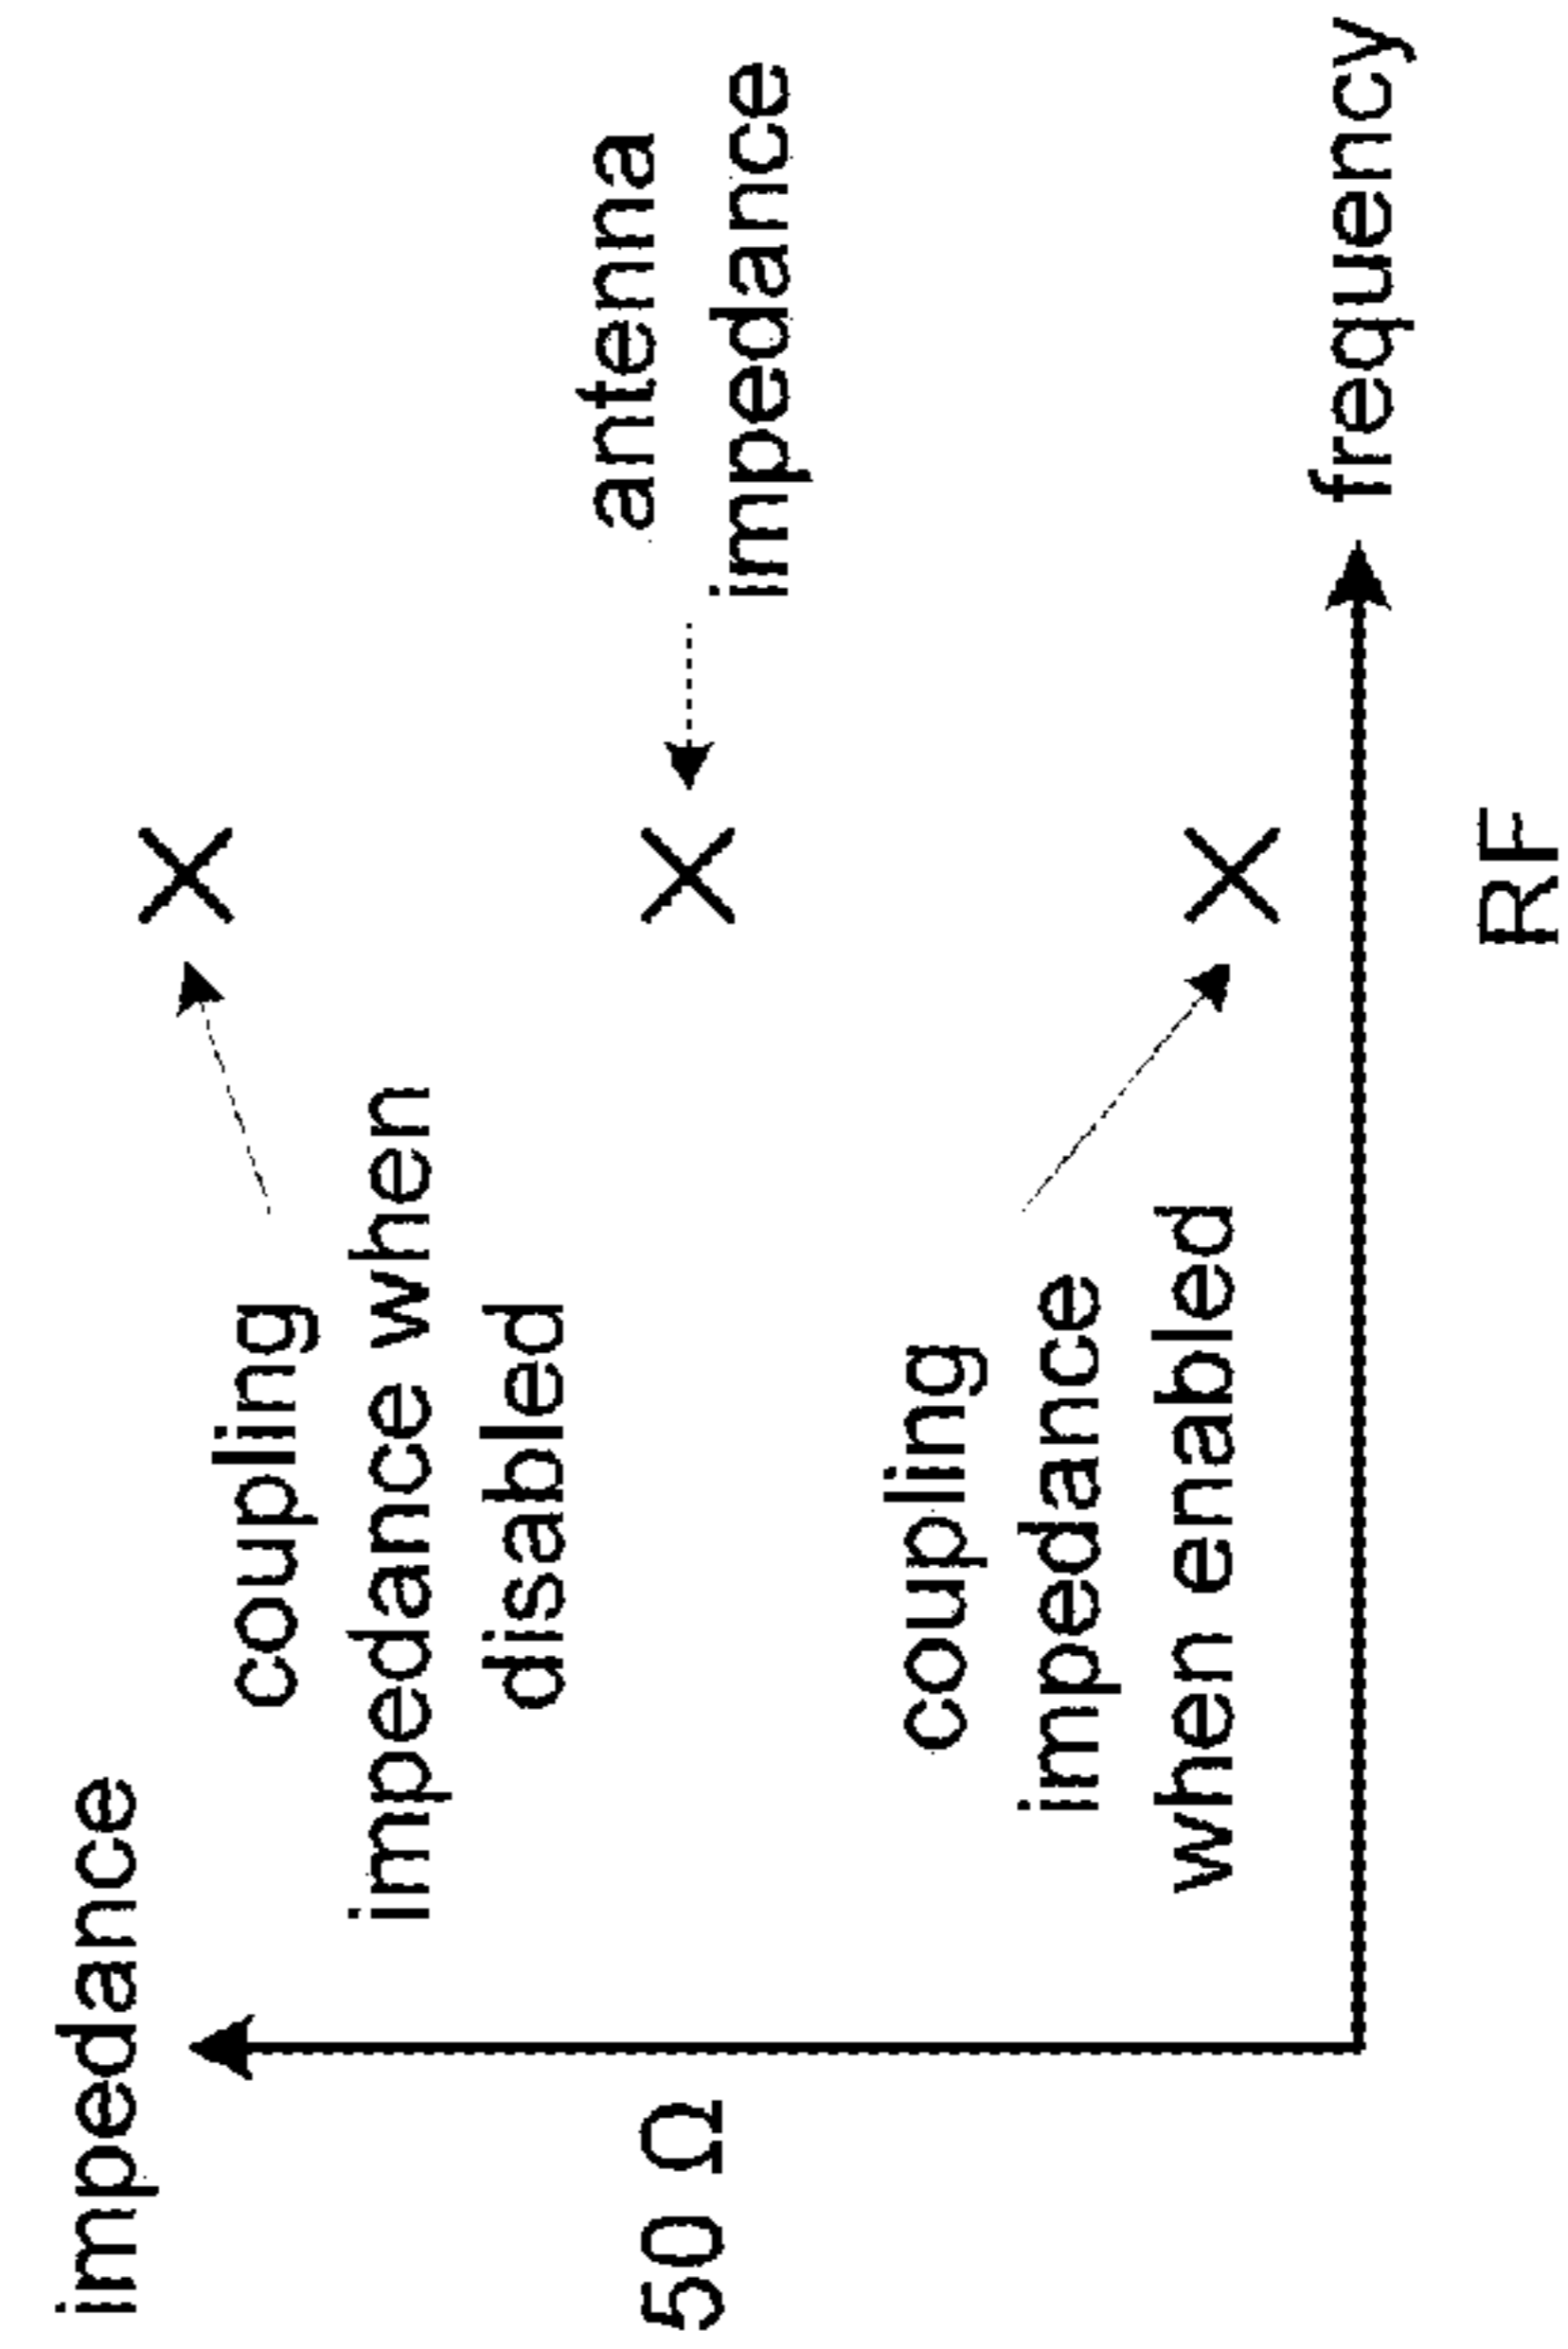 impedance
coupling
impedance when
disabled
antenna
impedance
50 Ω
coupling
impedance
when enabled
frequency
RF